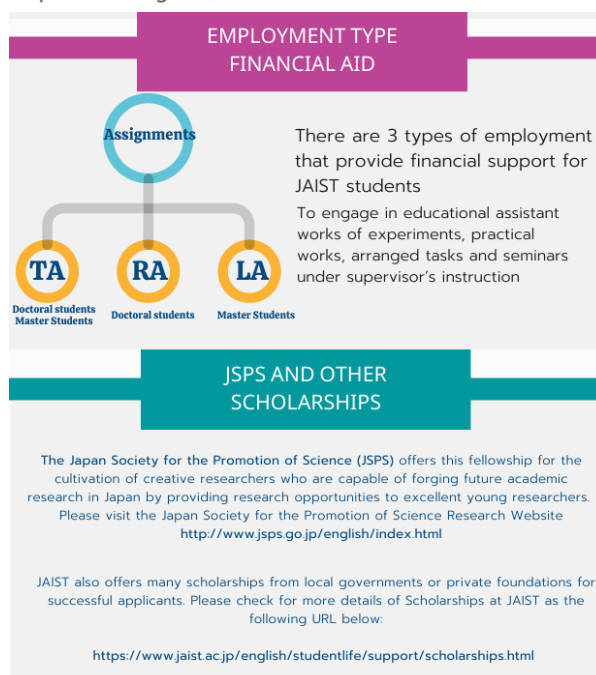 EMPLOYMENT TYPE
FINANCIAL AID
Assignments
TA
Doctoral students
Master Students
RA
Doctoral students
LA
Master Students
There are 3 types of employment
that provide financial support for
JAIST students
To engage in educational assistant
works of experiments, practical
works, arranged tasks and seminars
under supervisor's instruction
JSPS AND OTHER
SCHOLARSHIPS
The Japan Society for the Promotion of Science (JSPS) offers this fellowship for the
cultivation of creative researchers who are capable of forging future academic
research in Japan by providing research opportunities to excellent young researchers.
Please visit the Japan Society for the Promotion of Science Research Website
http://www.jsps.go.jp/english/index.html
JAIST also offers many scholarships from local governments or private foundations for
successful applicants. Please check for more details of Scholarships at JAIST as the
following URL below:
https://www.jaist.ac.jp/english/studentlife/support/scholarships.html